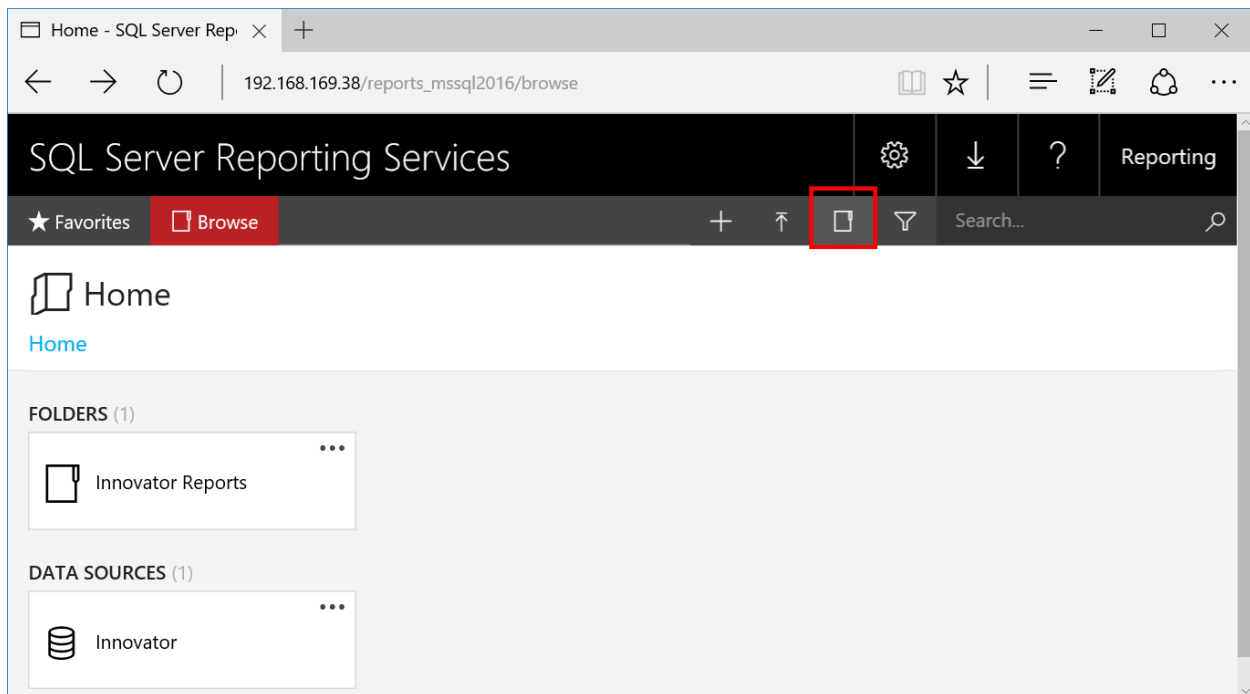 Home - SQL Server Rep
192.168.169.38/reports_mssql2016/browse
SQL Server Reporting Services
? Reporting
Favorites Browse Search...
Home
Home
FOLDERS (1)
Innovator Reports
DATA SOURCES (1)
Innovator